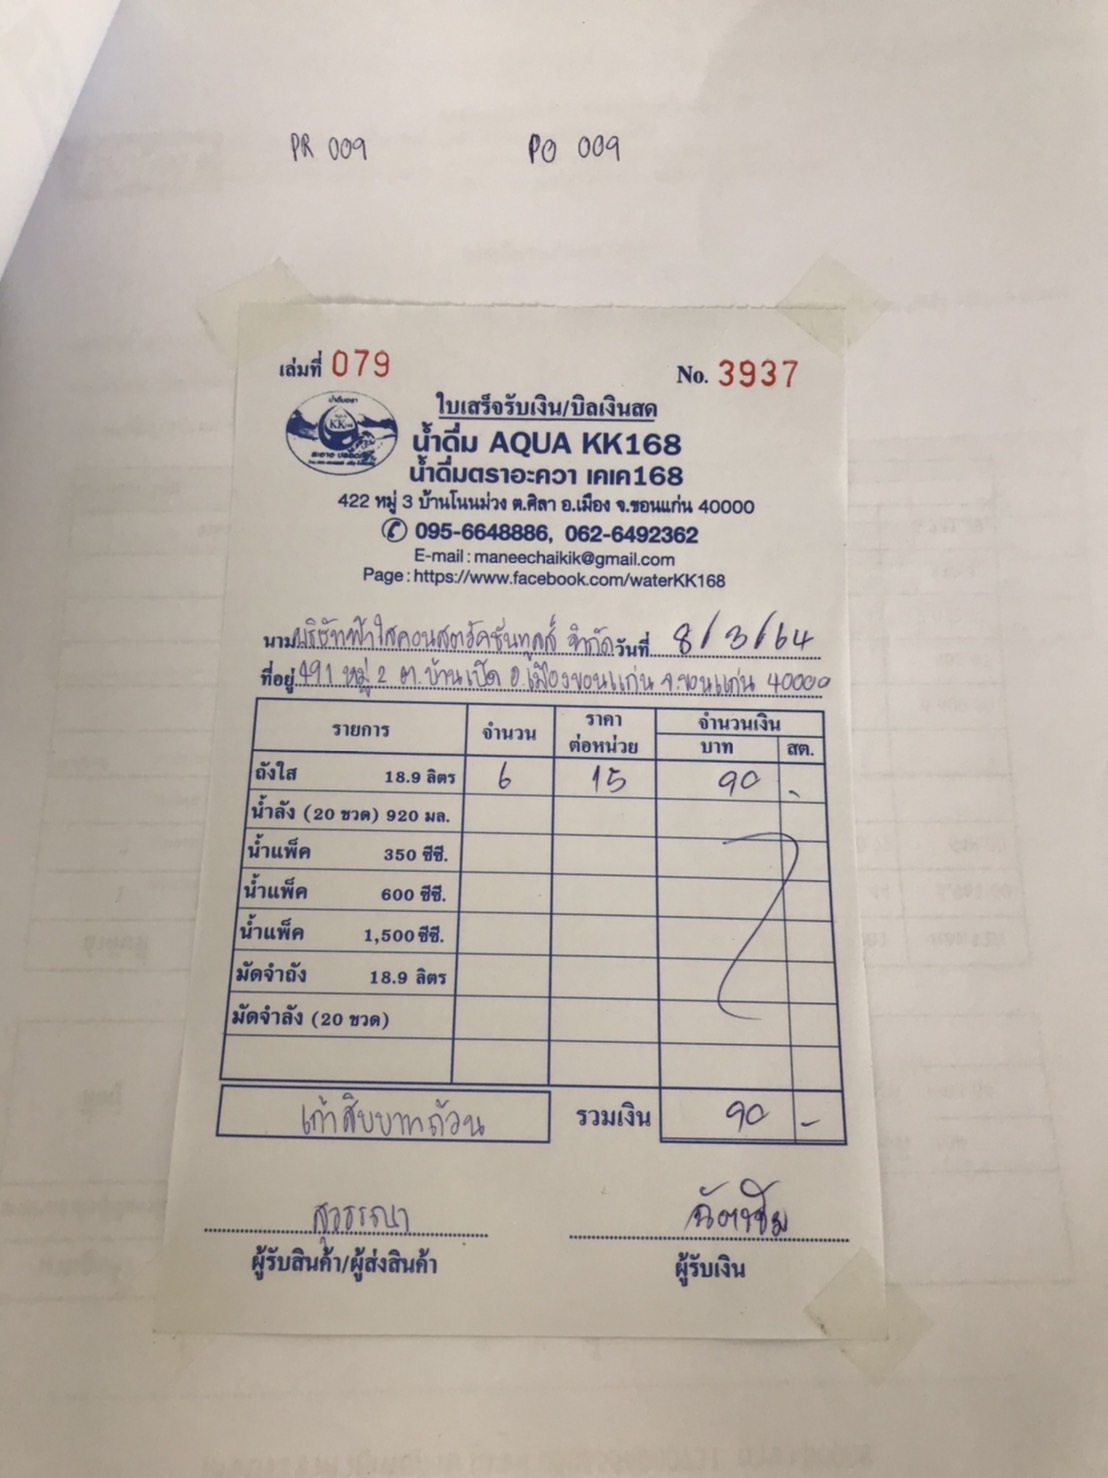 PR 009 PO 009
เล่มที่ 079 No. 3937
ใบเสร็จรับเงิน/บิลเงินสด
น้ำดื่ม AQUA KK168
น้ำดื่มตราอะควา เคเค168
422 หมู่ 3 บ้านโนนม่วง ต.ศิลา อ.เมือง จ.ขอนแก่น 40000
095-6648886, 062-6492362
E-mail : maneechaikik@gmail.com
Page : https://www.facebook.com/waterKK168
นาม บริษัทฟ้าใสคอนสตรัคชั่นทูลส์ จำกัด วันที่ 8/3/64
ที่อยู่ 491 หมู่ 2 ต.บ้านเป็ด อ.เมืองขอนแก่น จ.ขอนแก่น 40000
รายการ จำนวน ราคา ต่อหน่วย จำนวนเงิน
บาท สต.
ถังใส 18.9 ลิตร 6 15 90 -
น้ำลัง (20 ขวด) 920 มล.
น้ำแพ็ค 350 ซีซี.
น้ำแพ็ค 600 ซีซี.
น้ำแพ็ค 1,500 ซีซี.
มัดจำถัง 18.9 ลิตร
มัดจำลัง (20 ขวด)
เก้าสิบบาทถ้วน รวมเงิน 90 -
สุวรรณา
ผู้รับสินค้า/ผู้ส่งสินค้า ผู้รับเงิน